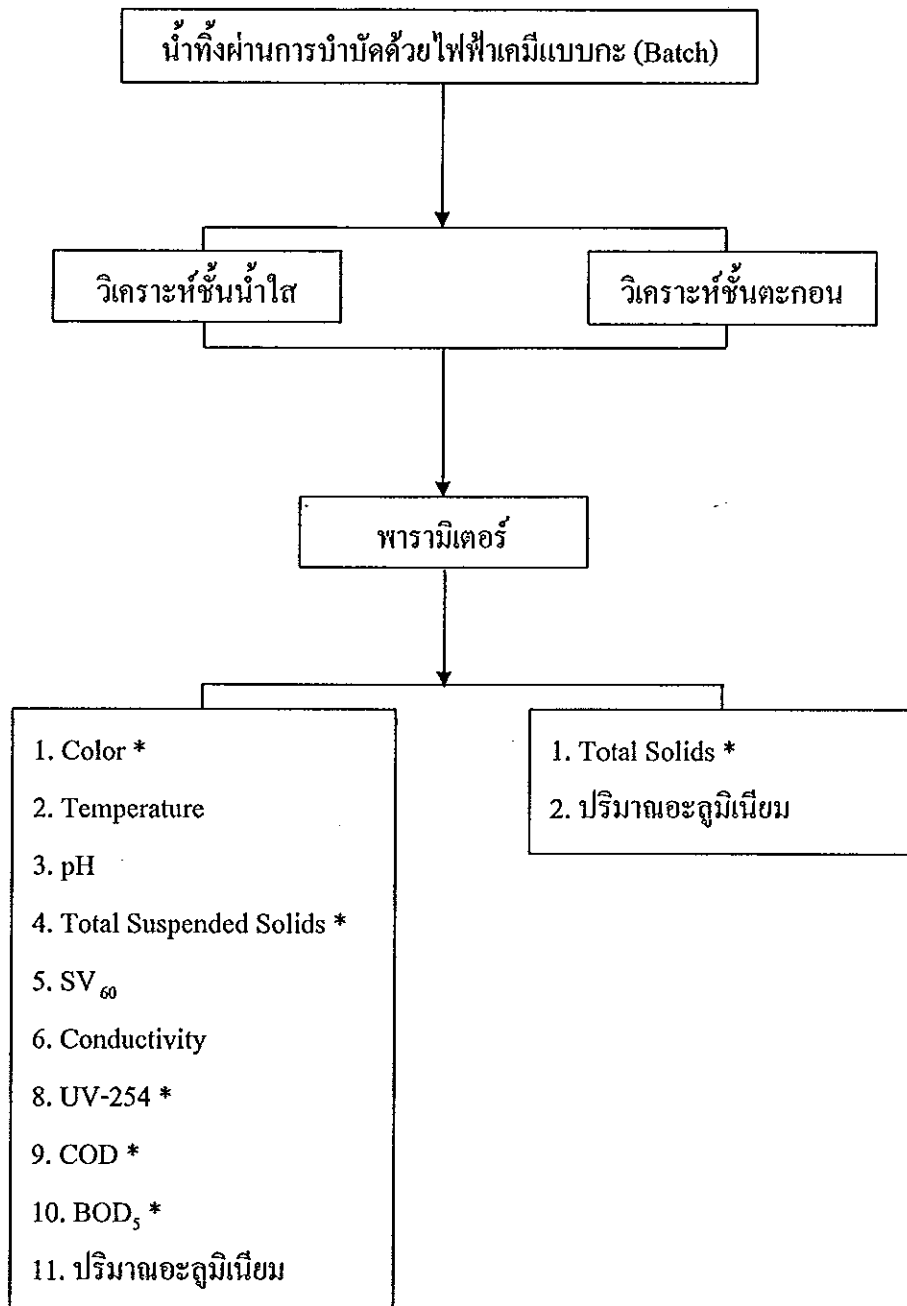 น้ำทิ้งผ่านการบำบัดด้วยไฟฟ้าเคมีแบบกะ (Batch)
วิเคราะห์ชั้นน้ำใส
วิเคราะห์ชั้นตะกอน
พารามิเตอร์
1. Color *
2. Temperature
3. pH
4. Total Suspended Solids *
5. SV₆₀
6. Conductivity
8. UV-254 *
9. COD *
10. BOD₅ *
11. ปริมาณอะลูมิเนียม
1. Total Solids *
2. ปริมาณอะลูมิเนียม